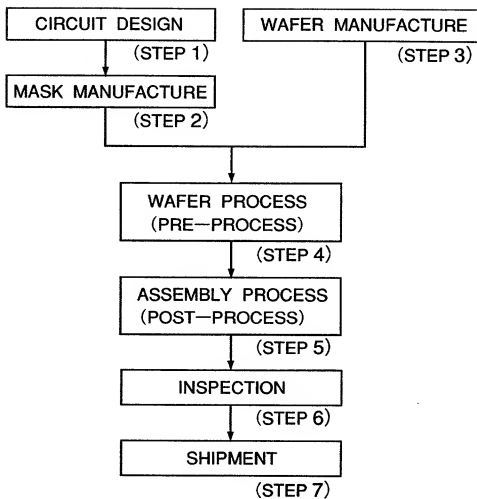 CIRCUIT DESIGN
(STEP 1)
MASK MANUFACTURE
(STEP 2)
WAFER MANUFACTURE
(STEP 3)
WAFER PROCESS
(PRE—PROCESS)
(STEP 4)
ASSEMBLY PROCESS
(POST—PROCESS)
(STEP 5)
INSPECTION
(STEP 6)
SHIPMENT
(STEP 7)